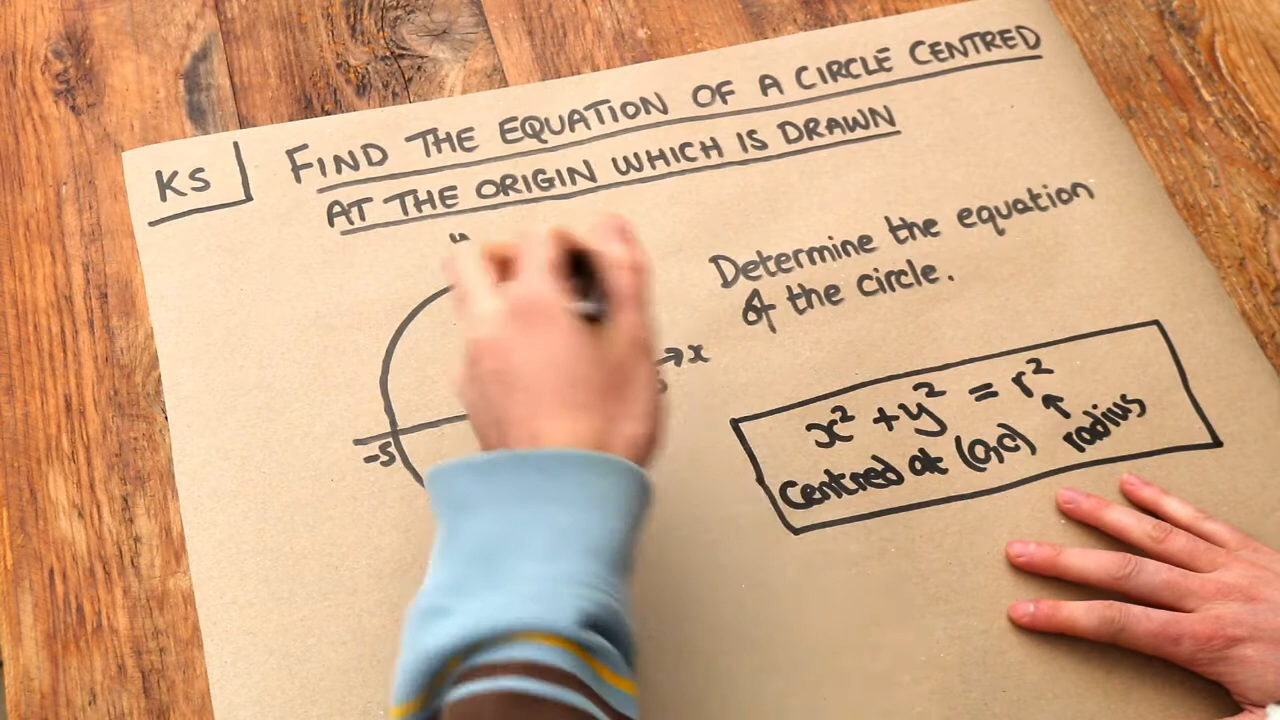 KS
FIND THE EQUATION OF A CIRCLE CENTRED
AT THE ORIGIN WHICH IS DRAWN
Determine the equation
of the circle.
x
-5
x² + y² = r²
centred at (0,0) radius